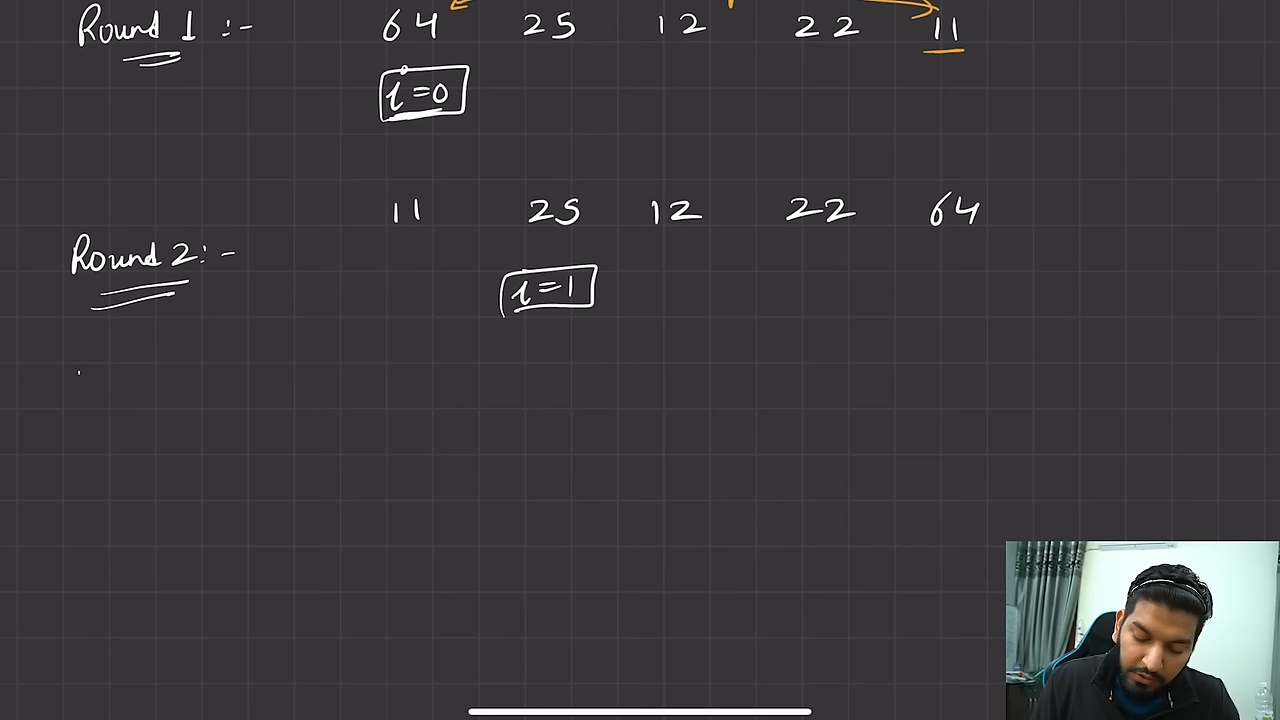 Round 1 :- 64 25 12 22 11
i=0
11 25 12 22 64
Round 2:-
i=1